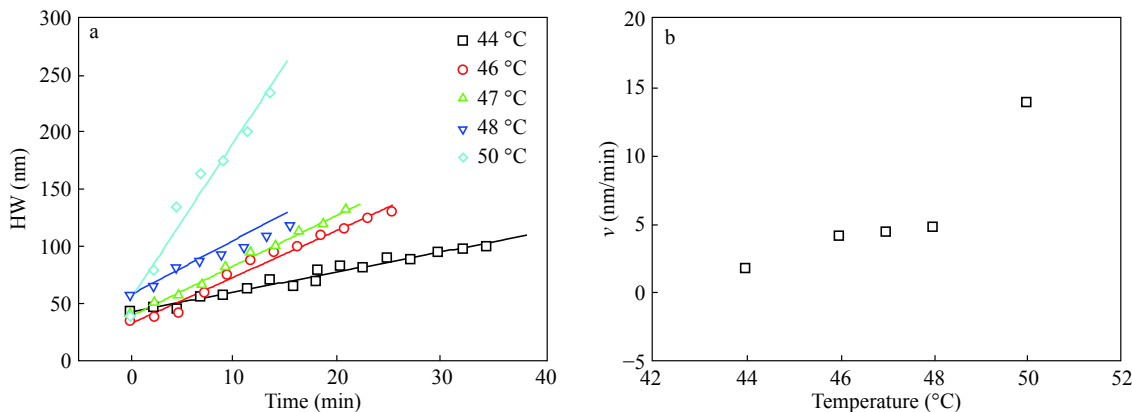 a
300
250
200
150
100
50
0
HW (nm)
0 10 20 30 40
Time (min)
44 °C
46 °C
47 °C
48 °C
50 °C
b
20
15
10
5
0
−5
v (nm/min)
42 44 46 48 50 52
Temperature (°C)